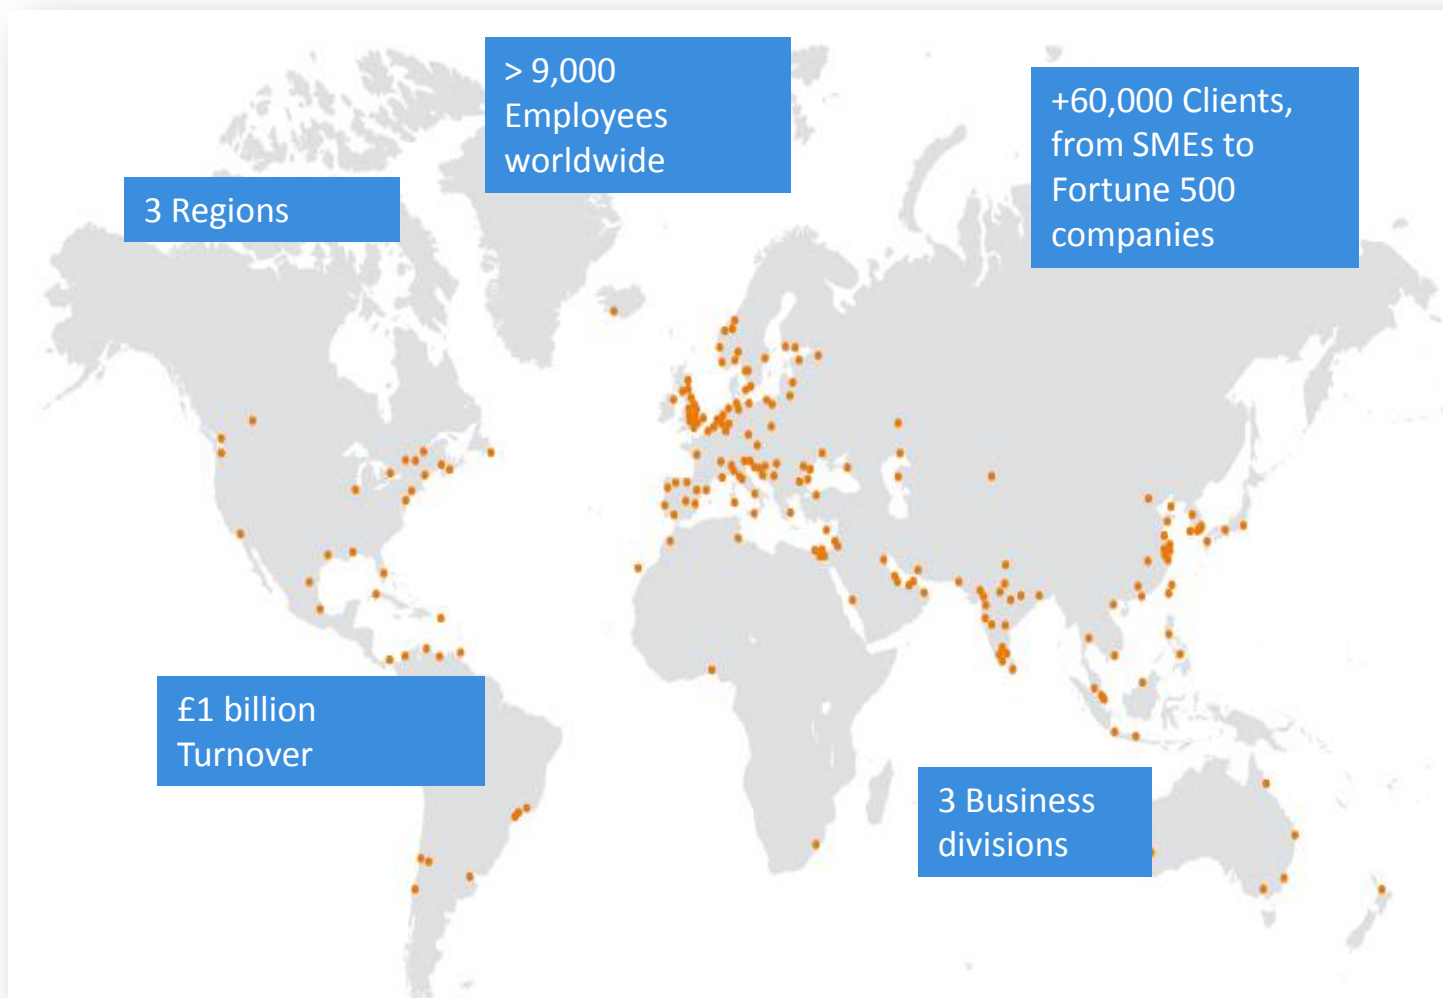 > 9,000
Employees
worldwide
+60,000 Clients,
from SMEs to
Fortune 500
companies
3 Regions
£1 billion
Turnover
3 Business
divisions